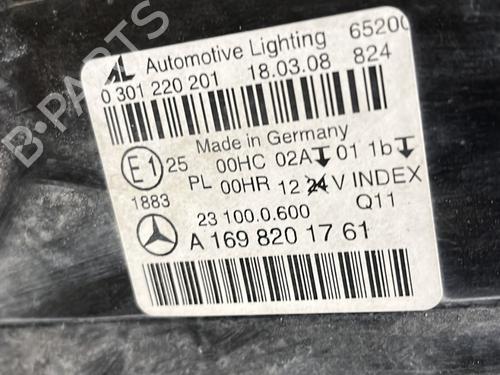 AL Automotive Lighting 65200
0 301 220 201 18.03.08 824
Made in Germany
E1 25 00HC 02A 01 1b
PL 00HR 12 24 V INDEX
1883 23 100.0.600 Q11
A 169 820 17 61
B-PARTS